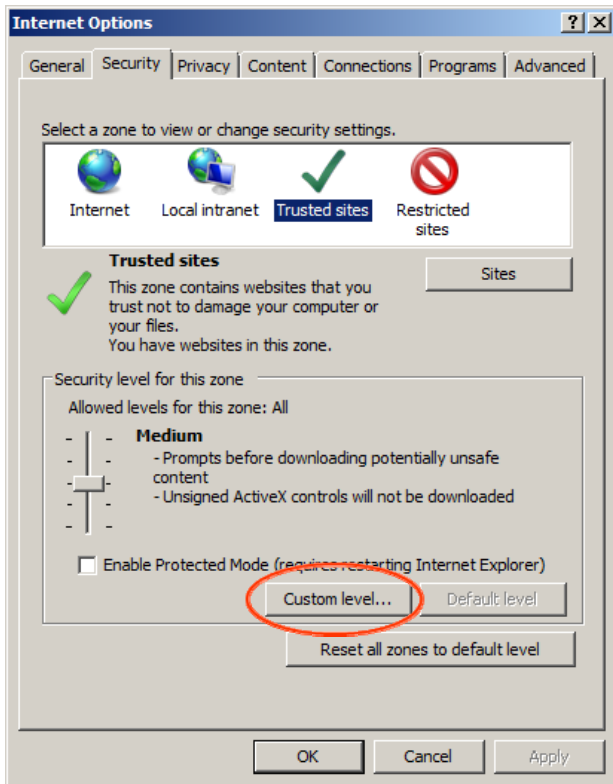 Internet Options
General Security Privacy Content Connections Programs Advanced
Select a zone to view or change security settings.
Internet Local intranet Trusted sites Restricted
sites
Trusted sites
Sites
This zone contains websites that you
trust not to damage your computer or
your files.
You have websites in this zone.
Security level for this zone
Allowed levels for this zone: All
Medium
- Prompts before downloading potentially unsafe
content
- Unsigned ActiveX controls will not be downloaded
Enable Protected Mode (requires restarting Internet Explorer)
Custom level... Default level
Reset all zones to default level
OK Cancel Apply